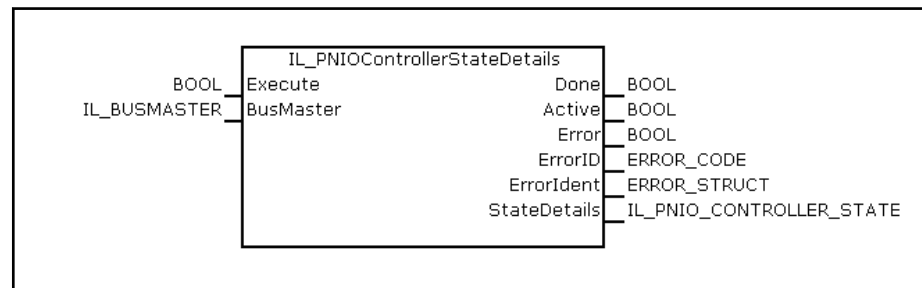 IL_PNIOControllerStateDetails
BOOL Execute Done BOOL
IL_BUSMASTER BusMaster Active BOOL
Error BOOL
ErrorID ERROR_CODE
ErrorIdent ERROR_STRUCT
StateDetails IL_PNIO_CONTROLLER_STATE